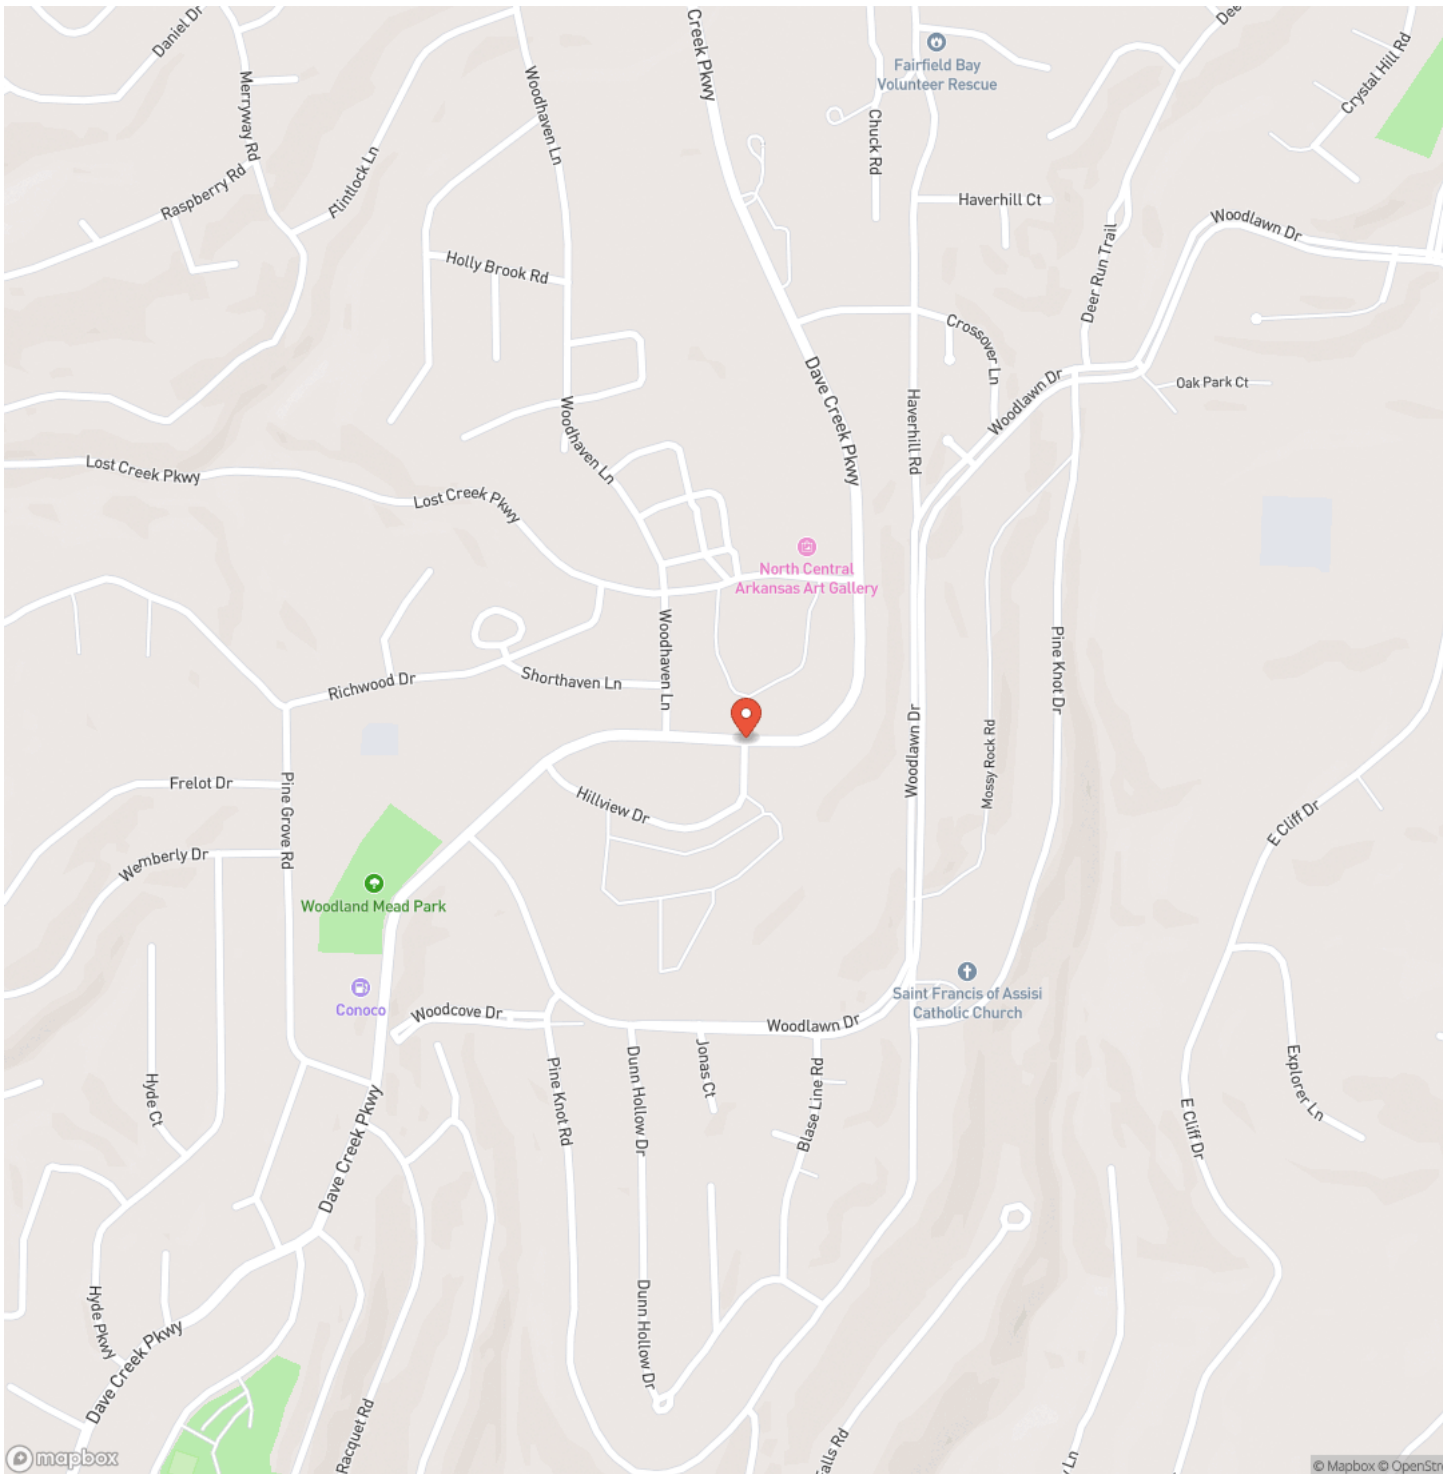 Daniel Dr
Dee
Creek Pkwy
Fairfield Bay
Volunteer Rescue
Crystal Hill Rd
Merryway Rd
Woodhaven Ln
Chuck Rd
Flintlock Ln
Raspberry Rd
Haverhill Ct
Woodlawn Dr
Holly Brook Rd
Deer Run Trail
Crossover Ln
Dave Creek Pkwy
Oak Park Ct
Woodlawn Dr
Haverhill Rd
Woodhaven Ln
Lost Creek Pkwy
Lost Creek Pkwy
North Central
Arkansas Art Gallery
Woodhaven Ln
Pine Knot Dr
Shorthaven Ln
Richwood Dr
Woodlawn Dr
Mossy Rock Rd
Frelot Dr
Pine Grove Rd
Hillview Dr
E Cliff Dr
Wemberly Dr
Woodland Mead Park
Saint Francis of Assisi
Catholic Church
Conoco
Woodcove Dr
Woodlawn Dr
Hyde Ct
Pine Knot Rd
Dunn Hollow Dr
Jonas Ct
Blase Line Rd
Explorer Ln
E Cliff Dr
Dave Creek Pkwy
Hyde Pkwy
Dunn Hollow Dr
Dave Creek Pkwy
Racquet Rd
alls Rd
y Ln
mapbox
© Mapbox © OpenStre